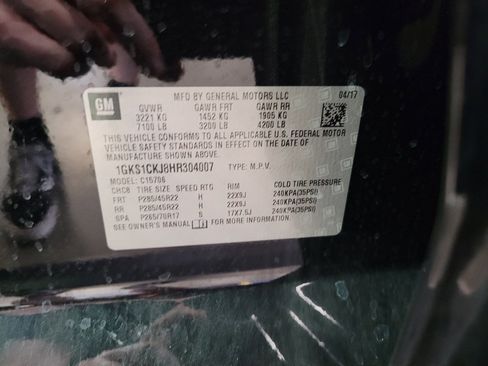 GM
MFD BY GENERAL MOTORS LLC 04/17
GVWR GAWR FRT GAWR RR
3221 KG 1452 KG 1905 KG
7100 LB 3200 LB 4200 LB
THIS VEHICLE CONFORMS TO ALL APPLICABLE U.S. FEDERAL MOTOR
VEHICLE SAFETY STANDARDS IN EFFECT ON THE DATE OF
MANUFACTURE SHOWN ABOVE.
1GKS1CKJ8HR304007 TYPE: M.P.V.
MODEL: C15706
CHCB TIRE SIZE SPEED RTG RIM COLD TIRE PRESSURE
FRT P285/45R22 H 22X9J 240KPA(35PSI)
RR P285/45R22 H 22X9J 240KPA(35PSI)
SPA P265/70R17 S 17X7.5J 240KPA(35PSI)
SEE OWNER'S MANUAL FOR MORE INFORMATION.